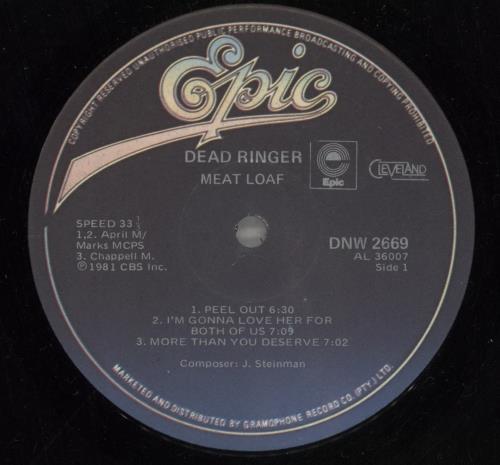 COPYRIGHT RESERVED UNAUTHORISED PUBLIC PERFORMANCE BROADCASTING AND COPYING PROHIBITED
Epic
DEAD RINGER
MEAT LOAF
Epic
CLEVELAND
SPEED 33 1/3
1,2. April M/
Marks MCPS
3. Chappell M.
Ⓟ1981 CBS Inc.
DNW 2669
AL 36007
Side 1
1. PEEL OUT 6:30
2. I'M GONNA LOVE HER FOR
BOTH OF US 7:09
3. MORE THAN YOU DESERVE 7:02
Composer: J. Steinman
MARKETED AND DISTRIBUTED BY GRAMOPHONE RECORD CO. (PTY.) LTD.